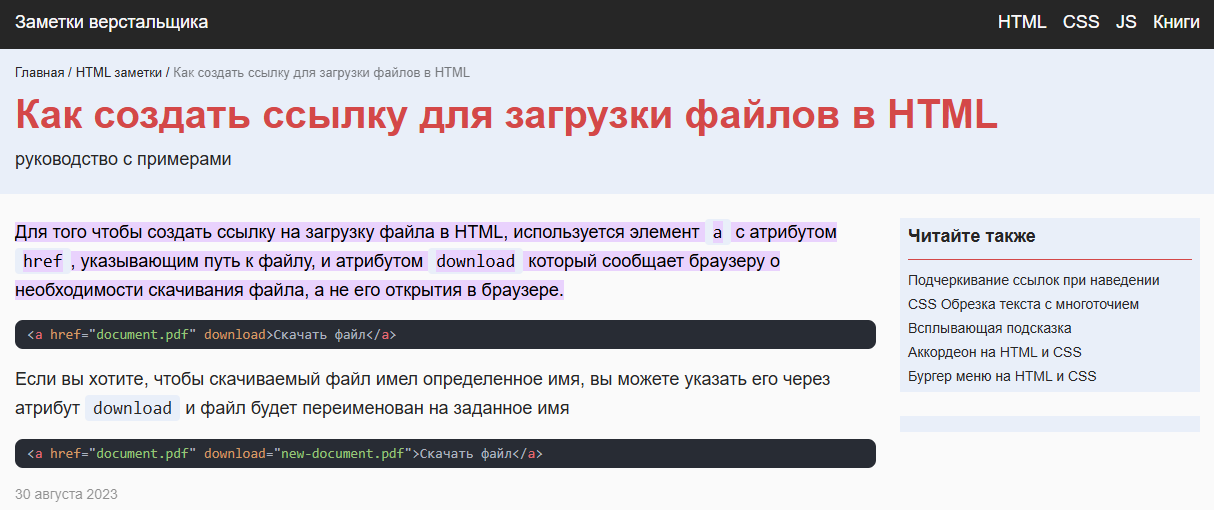 Заметки верстальщика
HTML CSS JS Книги
Главная / HTML заметки / Как создать ссылку для загрузки файлов в HTML
Как создать ссылку для загрузки файлов в HTML
руководство с примерами
Для того чтобы создать ссылку на загрузку файла в HTML, используется элемент a с атрибутом
href , указывающим путь к файлу, и атрибутом download который сообщает браузеру о
необходимости скачивания файла, а не его открытия в браузере.
<a href="document.pdf" download>Скачать файл</a>
Если вы хотите, чтобы скачиваемый файл имел определенное имя, вы можете указать его через
атрибут download и файл будет переименован на заданное имя
<a href="document.pdf" download="new-document.pdf">Скачать файл</a>
30 августа 2023
Читайте также
Подчеркивание ссылок при наведении
CSS Обрезка текста с многоточием
Всплывающая подсказка
Аккордеон на HTML и CSS
Бургер меню на HTML и CSS